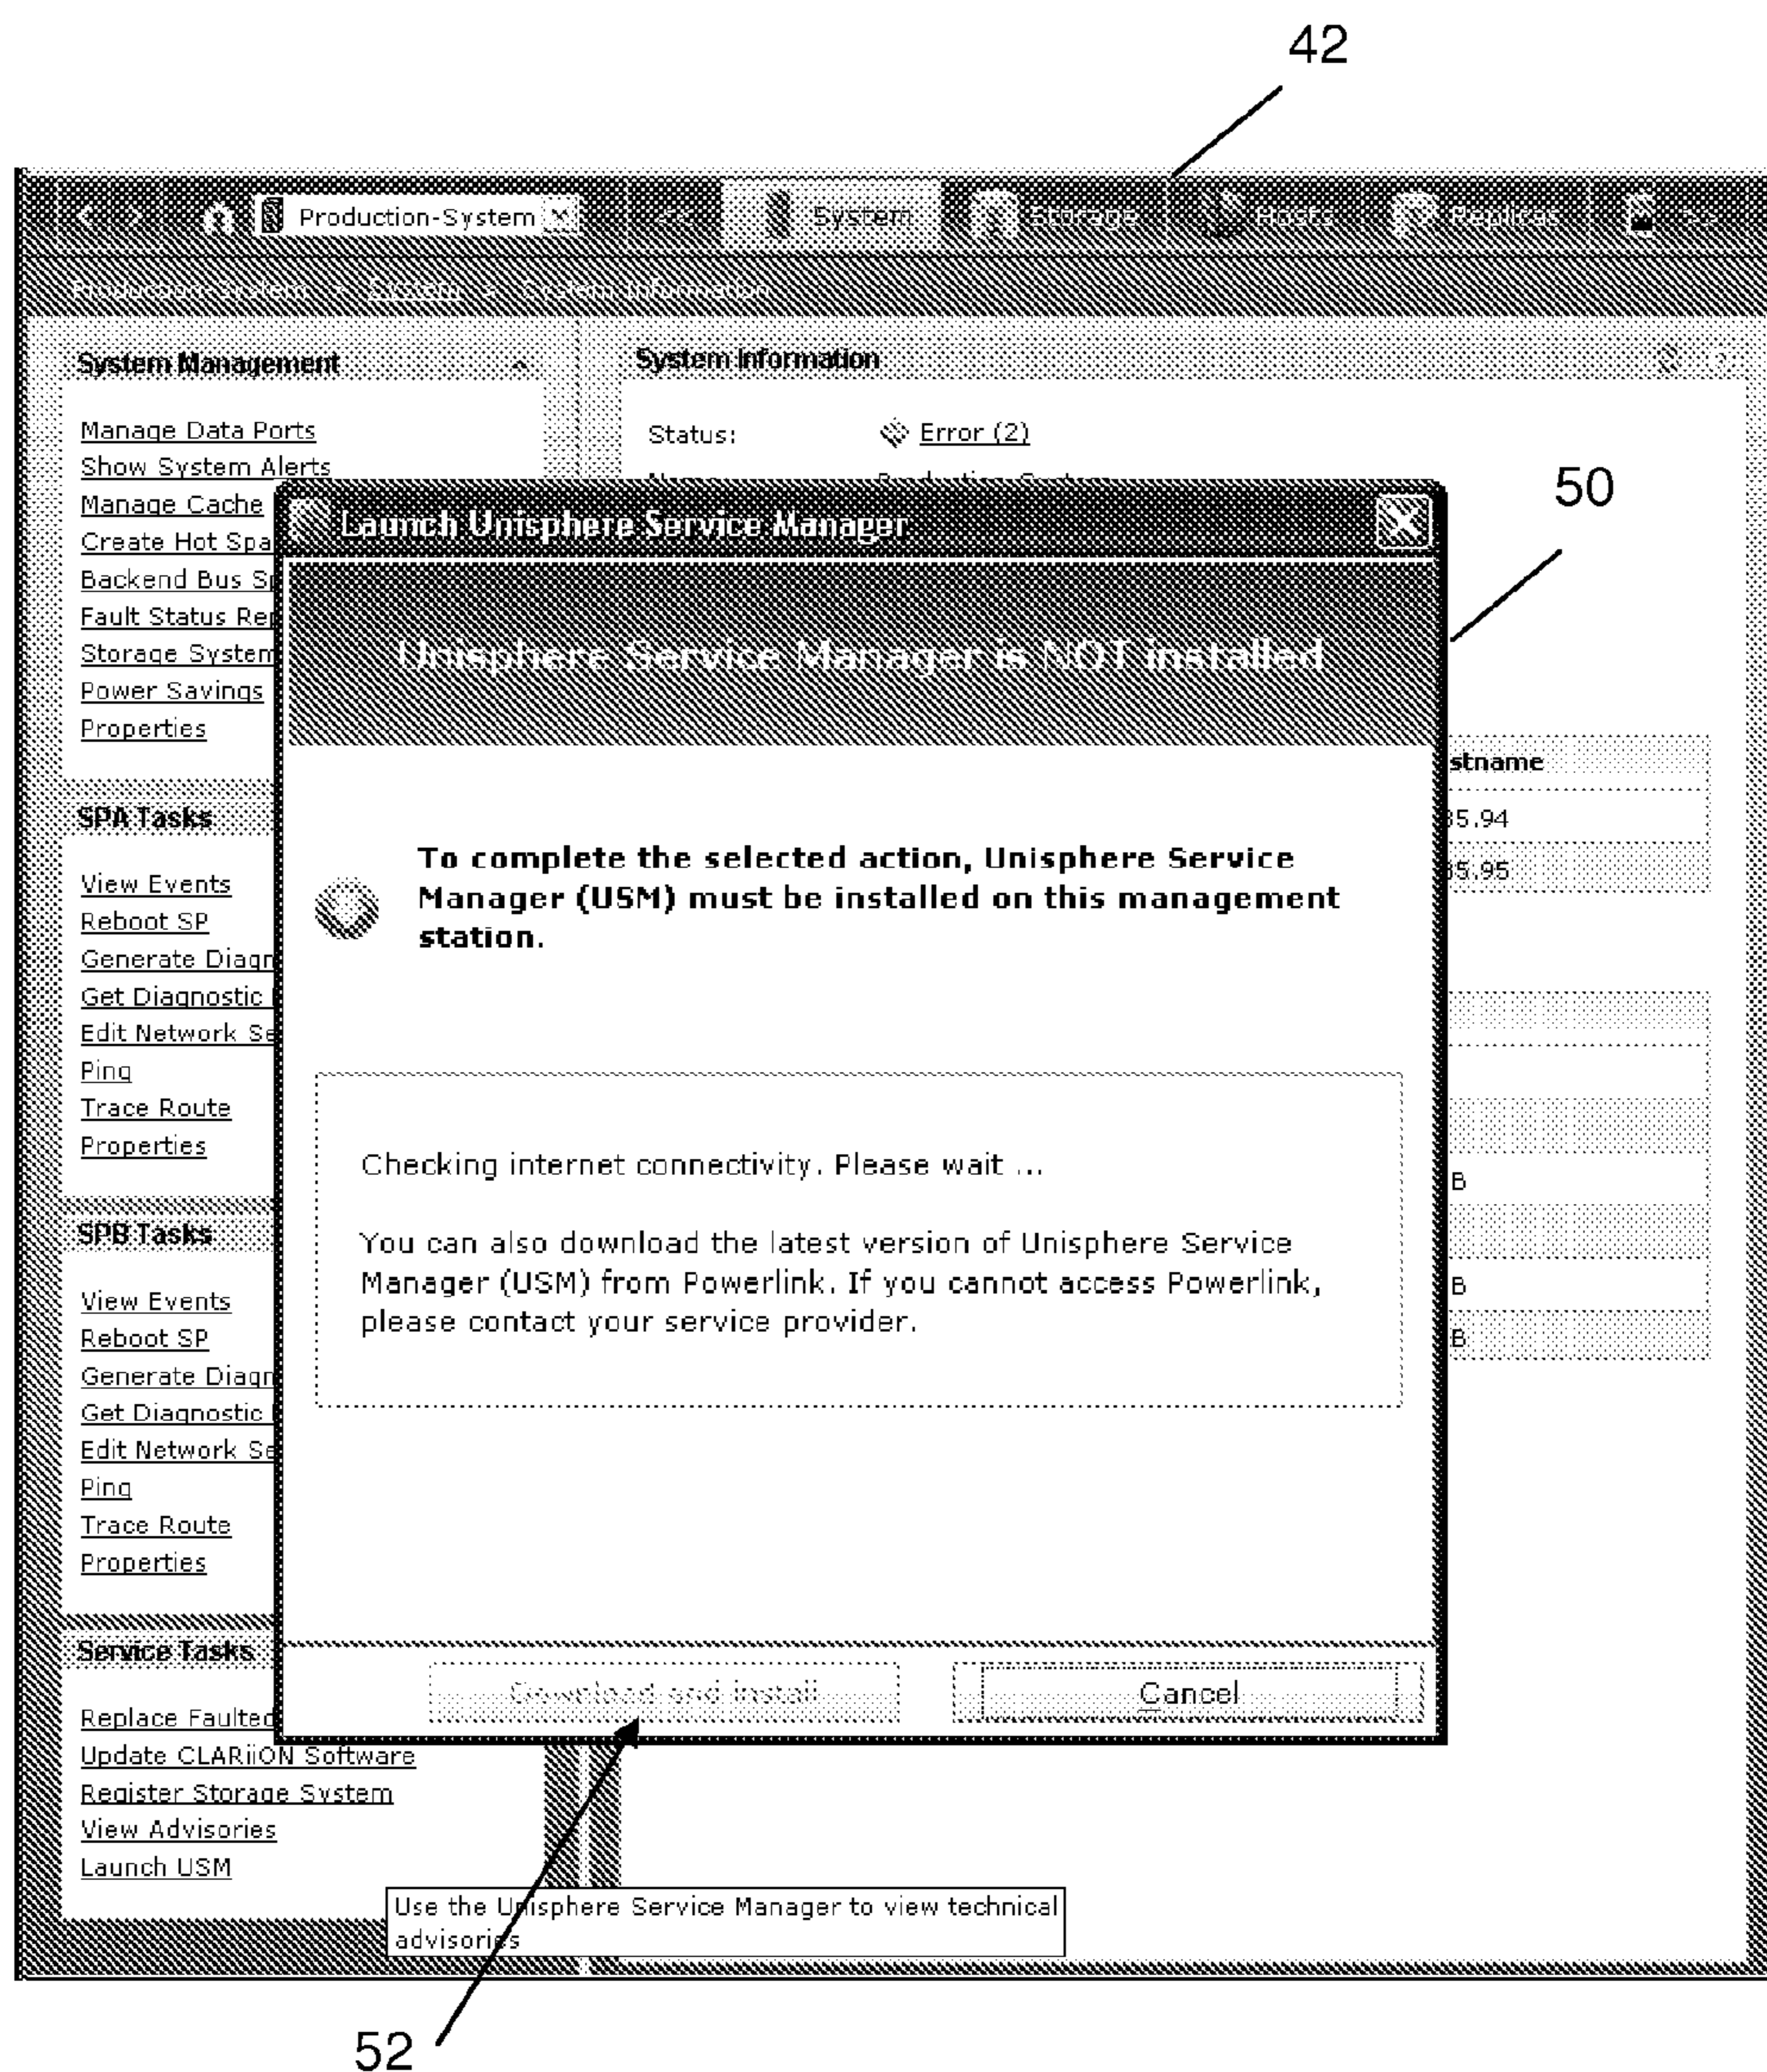 42
Production-System
<< System Storage Hosts Replicas >>
Production-System > System > System Information
System Management
Manage Data Ports
Show System Alerts
Manage Cache
Create Hot Spa
Backend Bus Sp
Fault Status Rep
Storage System
Power Savings
Properties
SPA Tasks
View Events
Reboot SP
Generate Diagn
Get Diagnostic
Edit Network Se
Ping
Trace Route
Properties
SPB Tasks
View Events
Reboot SP
Generate Diagn
Get Diagnostic
Edit Network Se
Ping
Trace Route
Properties
Service Tasks
Replace Faulted
Update CLARiiON Software
Register Storage System
View Advisories
Launch USM
System Information
Status: Error (2)
Name: Production-System
50
stname
35.94
35.95
B
B
B
Launch Unisphere Service Manager
Unisphere Service Manager is NOT installed
To complete the selected action, Unisphere Service
Manager (USM) must be installed on this management
station.
Checking internet connectivity. Please wait ...
You can also download the latest version of Unisphere Service
Manager (USM) from Powerlink. If you cannot access Powerlink,
please contact your service provider.
Download and install
Cancel
Use the Unisphere Service Manager to view technical
advisories
52